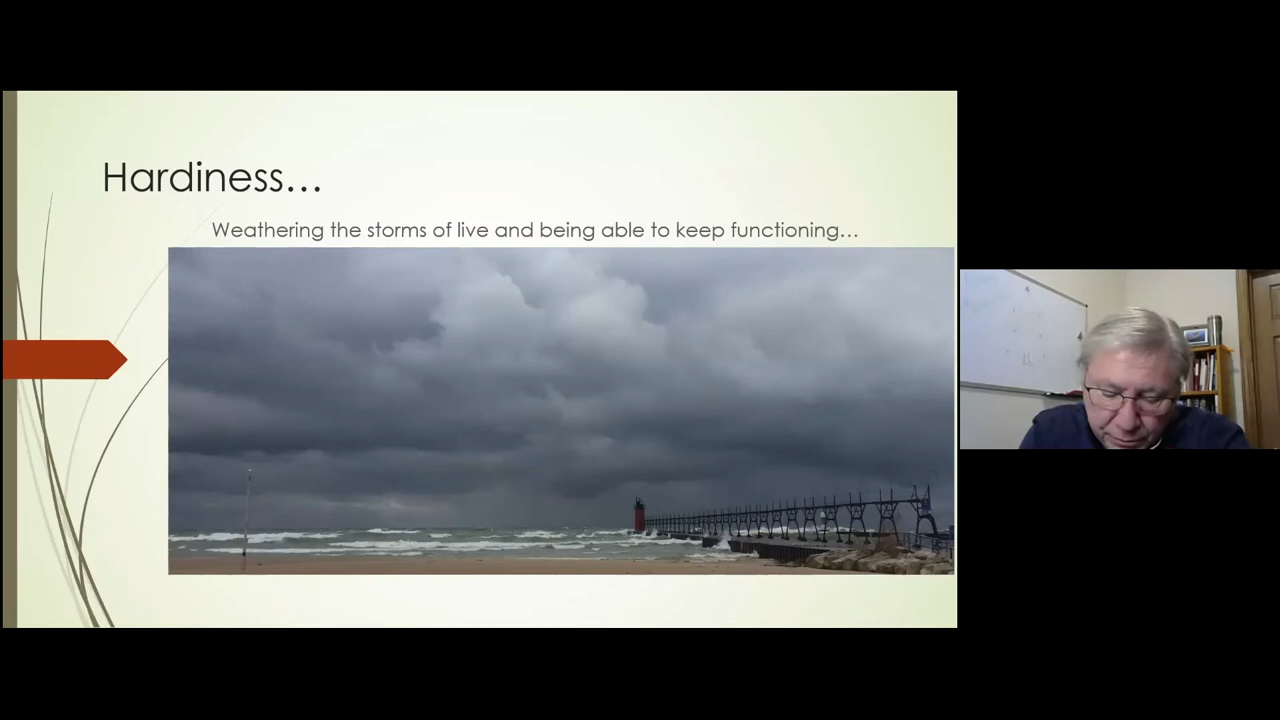 Hardiness…
Weathering the storms of live and being able to keep functioning…